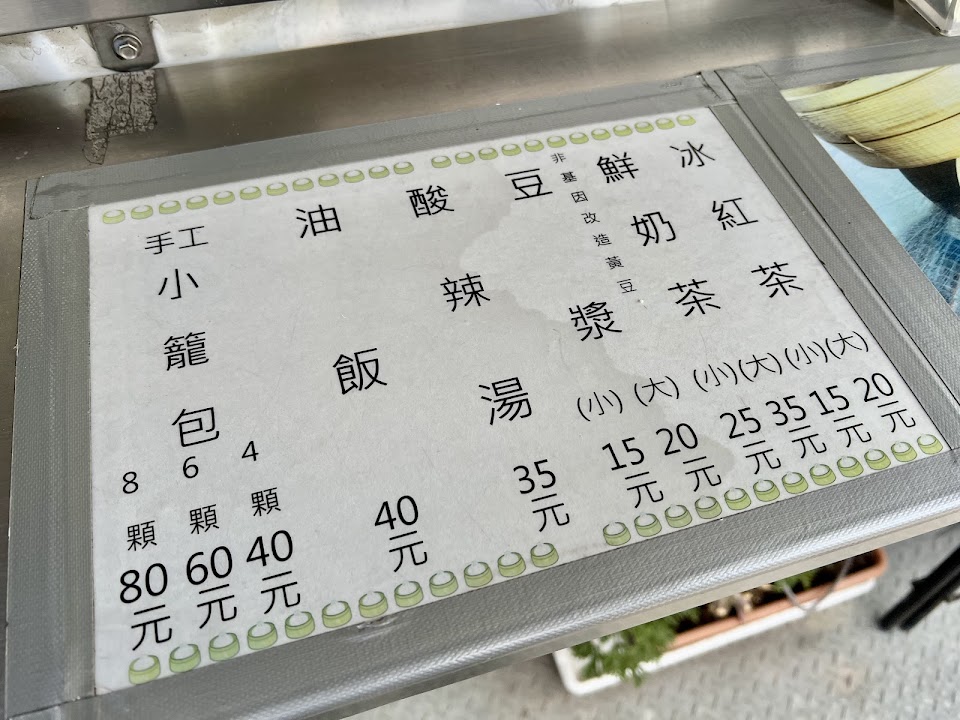 冰紅茶
(小)(大)
15元 20元
鮮奶茶
(小)(大)
25元 35元
非基因改造黃豆
豆漿
(小)(大)
15元 20元
酸辣湯
35元
油飯
40元
手工
小籠包
4顆 40元
6顆 60元
8顆 80元